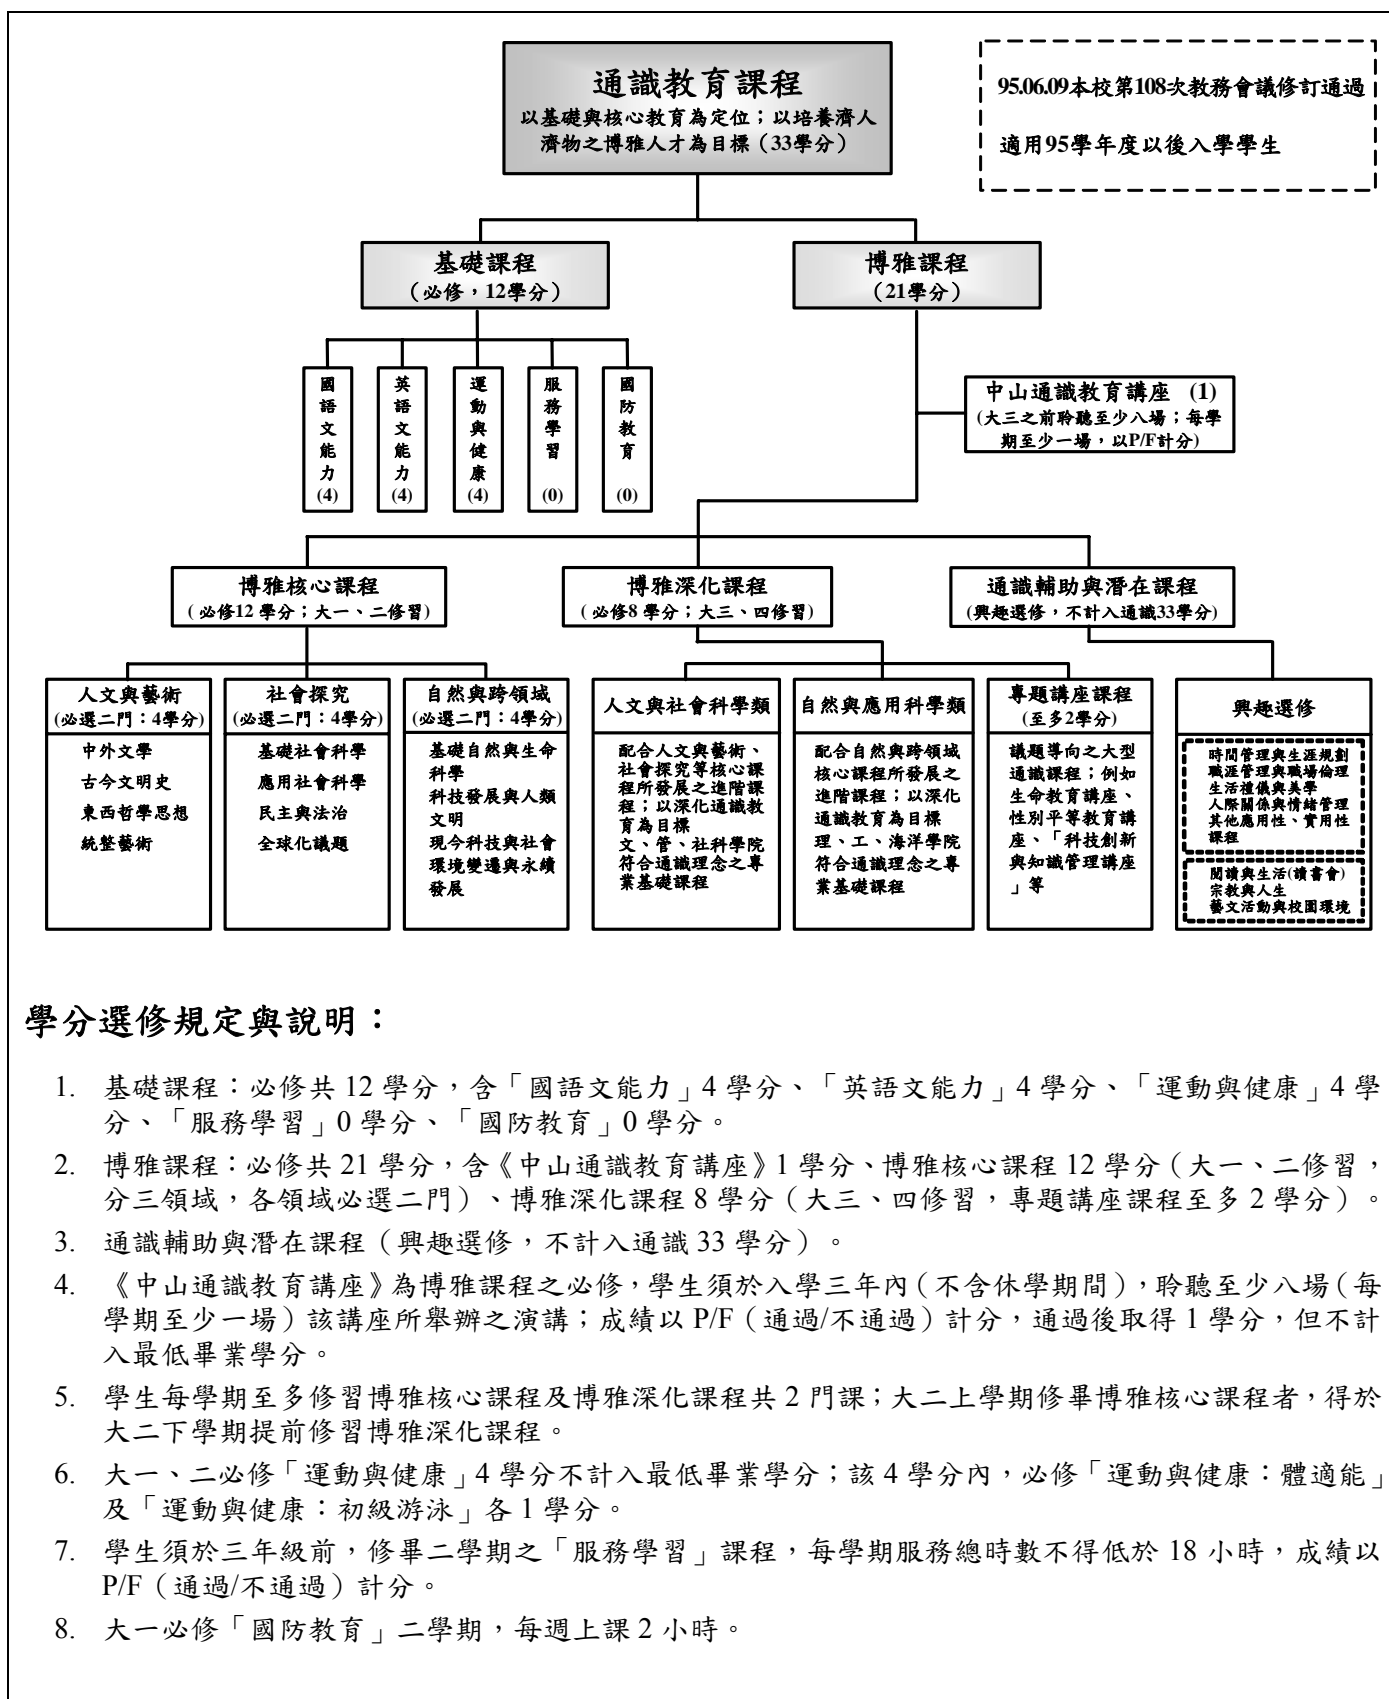 通識教育課程
以基礎與核心教育為定位；以培養濟人
濟物之博雅人才為目標（33學分）
95.06.09本校第108次教務會議修訂通過
適用95學年度以後入學學生
基礎課程
（必修，12學分）
博雅課程
（21學分）
國語文能力
(4)
英語文能力
(4)
運動與健康
(4)
服務學習
(0)
國防教育
(0)
中山通識教育講座 (1)
(大三之前聆聽至少八場；每學
期至少一場，以P/F計分)
博雅核心課程
( 必修12 學分；大一、二修習)
博雅深化課程
( 必修8 學分；大三、四修習)
通識輔助與潛在課程
(興趣選修，不計入通識33學分)
人文與藝術
(必選二門：4學分)
中外文學
古今文明史
東西哲學思想
統整藝術
社會探究
(必選二門：4學分)
基礎社會科學
應用社會科學
民主與法治
全球化議題
自然與跨領域
(必選二門：4學分)
基礎自然與生命
科學
科技發展與人類
文明
現今科技與社會
環境變遷與永續
發展
人文與社會科學類
配合人文與藝術、
社會探究等核心課
程所發展之進階課
程；以深化通識教
育為目標
文、管、社科學院
符合通識理念之專
業基礎課程
自然與應用科學類
配合自然與跨領域
核心課程所發展之
進階課程；以深化
通識教育為目標
理、工、海洋學院
符合通識理念之專
業基礎課程
專題講座課程
(至多2學分)
議題導向之大型
通識課程；例如
生命教育講座、
性別平等教育講
座、「科技創新
與知識管理講座
」等
興趣選修
時間管理與生涯規劃
職涯管理與職場倫理
生活禮儀與美學
人際關係與情緒管理
其他應用性、實用性
課程
閱讀與生活(讀書會)
宗教與人生
藝文活動與校園環境
學分選修規定與說明：
1. 基礎課程：必修共 12 學分，含「國語文能力」4 學分、「英語文能力」4 學分、「運動與健康」4 學
分、「服務學習」0 學分、「國防教育」0 學分。
2. 博雅課程：必修共 21 學分，含《中山通識教育講座》1 學分、博雅核心課程 12 學分（大一、二修習，
分三領域，各領域必選二門）、博雅深化課程 8 學分（大三、四修習，專題講座課程至多 2 學分）。
3. 通識輔助與潛在課程（興趣選修，不計入通識 33 學分）。
4. 《中山通識教育講座》為博雅課程之必修，學生須於入學三年內（不含休學期間），聆聽至少八場（每
學期至少一場）該講座所舉辦之演講；成績以 P/F（通過/不通過）計分，通過後取得 1 學分，但不計
入最低畢業學分。
5. 學生每學期至多修習博雅核心課程及博雅深化課程共 2 門課；大二上學期修畢博雅核心課程者，得於
大二下學期提前修習博雅深化課程。
6. 大一、二必修「運動與健康」4 學分不計入最低畢業學分；該 4 學分內，必修「運動與健康：體適能」
及「運動與健康：初級游泳」各 1 學分。
7. 學生須於三年級前，修畢二學期之「服務學習」課程，每學期服務總時數不得低於 18 小時，成績以
P/F（通過/不通過）計分。
8. 大一必修「國防教育」二學期，每週上課 2 小時。